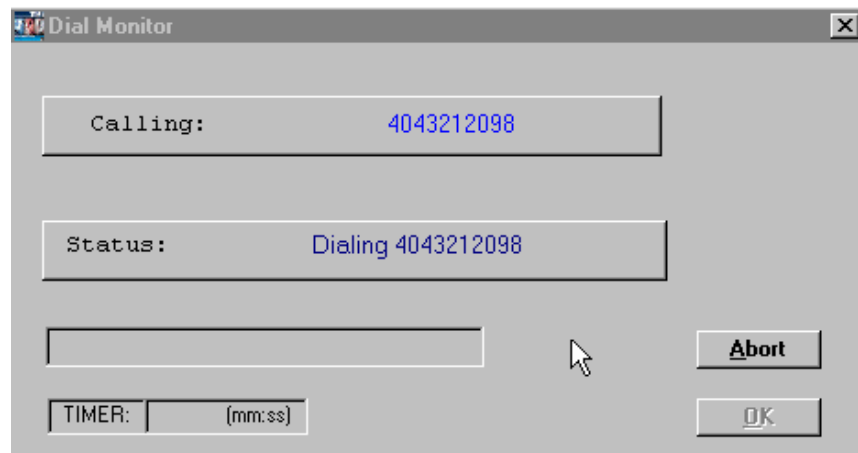 Dial Monitor
Calling: 4043212098
Status: Dialing 4043212098
Abort
TIMER: (mm:ss)
OK